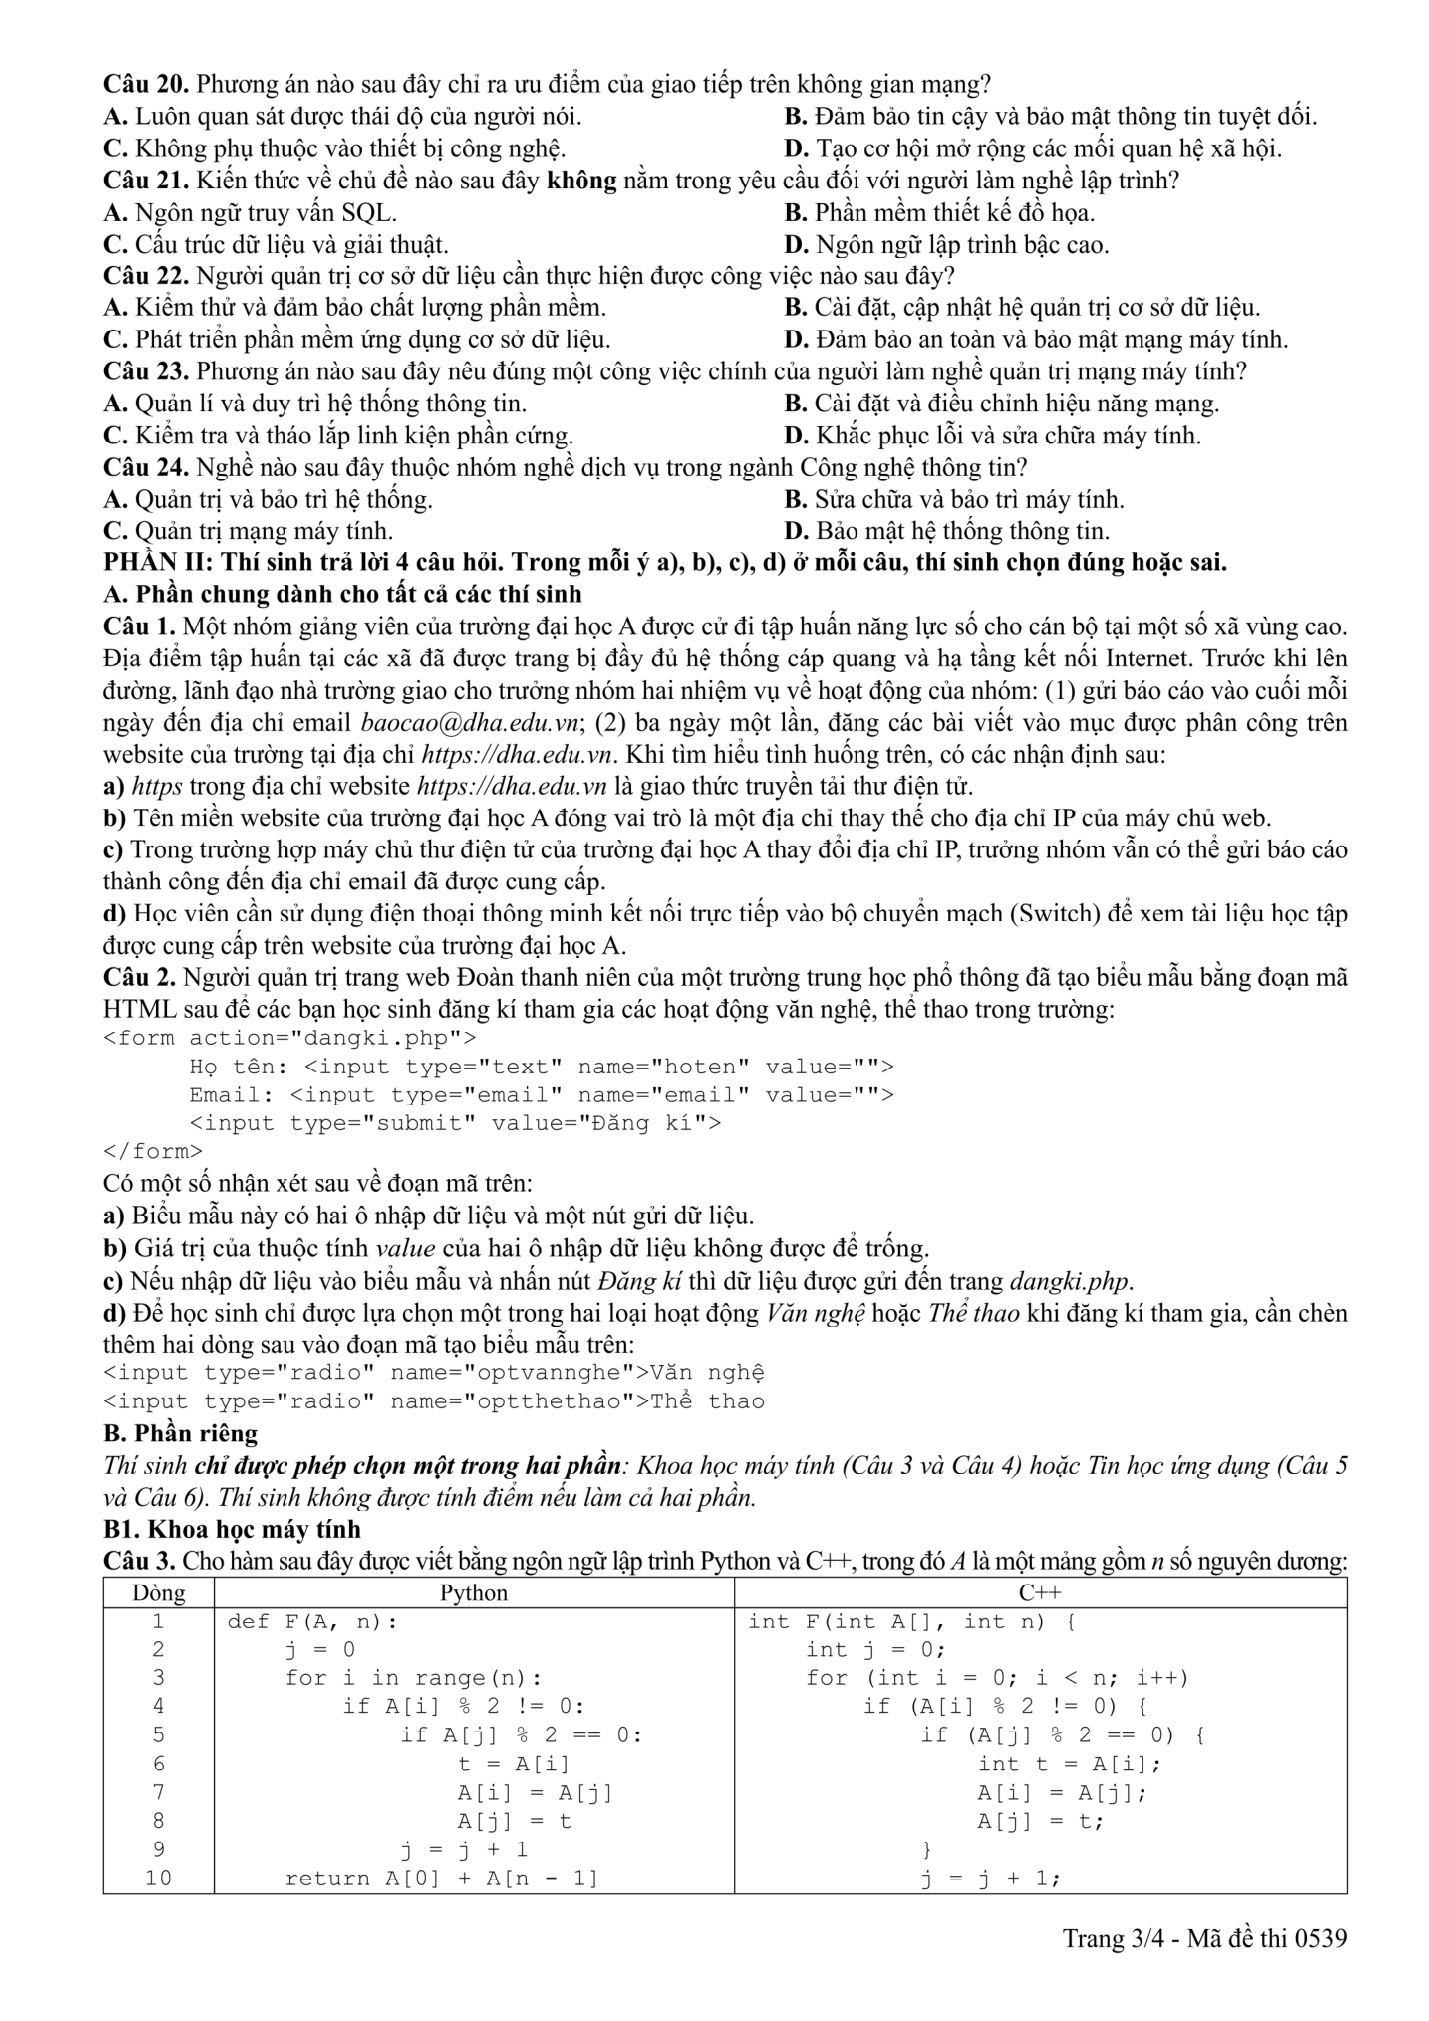 Câu 20. Phương án nào sau đây chỉ ra ưu điểm của giao tiếp trên không gian mạng?
A. Luôn quan sát được thái độ của người nói. B. Đảm bảo tin cậy và bảo mật thông tin tuyệt đối.
C. Không phụ thuộc vào thiết bị công nghệ. D. Tạo cơ hội mở rộng các mối quan hệ xã hội.
Câu 21. Kiến thức về chủ đề nào sau đây không nằm trong yêu cầu đối với người làm nghề lập trình?
A. Ngôn ngữ truy vấn SQL. B. Phần mềm thiết kế đồ họa.
C. Cấu trúc dữ liệu và giải thuật. D. Ngôn ngữ lập trình bậc cao.
Câu 22. Người quản trị cơ sở dữ liệu cần thực hiện được công việc nào sau đây?
A. Kiểm thử và đảm bảo chất lượng phần mềm. B. Cài đặt, cập nhật hệ quản trị cơ sở dữ liệu.
C. Phát triển phần mềm ứng dụng cơ sở dữ liệu. D. Đảm bảo an toàn và bảo mật mạng máy tính.
Câu 23. Phương án nào sau đây nêu đúng một công việc chính của người làm nghề quản trị mạng máy tính?
A. Quản lí và duy trì hệ thống thông tin. B. Cài đặt và điều chỉnh hiệu năng mạng.
C. Kiểm tra và tháo lắp linh kiện phần cứng. D. Khắc phục lỗi và sửa chữa máy tính.
Câu 24. Nghề nào sau đây thuộc nhóm nghề dịch vụ trong ngành Công nghệ thông tin?
A. Quản trị và bảo trì hệ thống. B. Sửa chữa và bảo trì máy tính.
C. Quản trị mạng máy tính. D. Bảo mật hệ thống thông tin.
PHẦN II: Thí sinh trả lời 4 câu hỏi. Trong mỗi ý a), b), c), d) ở mỗi câu, thí sinh chọn đúng hoặc sai.
A. Phần chung dành cho tất cả các thí sinh
Câu 1. Một nhóm giảng viên của trường đại học A được cử đi tập huấn năng lực số cho cán bộ tại một số xã vùng cao.
Địa điểm tập huấn tại các xã đã được trang bị đầy đủ hệ thống cáp quang và hạ tầng kết nối Internet. Trước khi lên
đường, lãnh đạo nhà trường giao cho trưởng nhóm hai nhiệm vụ về hoạt động của nhóm: (1) gửi báo cáo vào cuối mỗi
ngày đến địa chỉ email baocao@dha.edu.vn; (2) ba ngày một lần, đăng các bài viết vào mục được phân công trên
website của trường tại địa chỉ https://dha.edu.vn. Khi tìm hiểu tình huống trên, có các nhận định sau:
a) https trong địa chỉ website https://dha.edu.vn là giao thức truyền tải thư điện tử.
b) Tên miền website của trường đại học A đóng vai trò là một địa chỉ thay thế cho địa chỉ IP của máy chủ web.
c) Trong trường hợp máy chủ thư điện tử của trường đại học A thay đổi địa chỉ IP, trưởng nhóm vẫn có thể gửi báo cáo
thành công đến địa chỉ email đã được cung cấp.
d) Học viên cần sử dụng điện thoại thông minh kết nối trực tiếp vào bộ chuyển mạch (Switch) để xem tài liệu học tập
được cung cấp trên website của trường đại học A.
Câu 2. Người quản trị trang web Đoàn thanh niên của một trường trung học phổ thông đã tạo biểu mẫu bằng đoạn mã
HTML sau để các bạn học sinh đăng kí tham gia các hoạt động văn nghệ, thể thao trong trường:
<form action="dangki.php">
Họ tên: <input type="text" name="hoten" value="">
Email: <input type="email" name="email" value="">
<input type="submit" value="Đăng kí">
</form>
Có một số nhận xét sau về đoạn mã trên:
a) Biểu mẫu này có hai ô nhập dữ liệu và một nút gửi dữ liệu.
b) Giá trị của thuộc tính value của hai ô nhập dữ liệu không được để trống.
c) Nếu nhập dữ liệu vào biểu mẫu và nhấn nút Đăng kí thì dữ liệu được gửi đến trang dangki.php.
d) Để học sinh chỉ được lựa chọn một trong hai loại hoạt động Văn nghệ hoặc Thể thao khi đăng kí tham gia, cần chèn
thêm hai dòng sau vào đoạn mã tạo biểu mẫu trên:
<input type="radio" name="optvannghe">Văn nghệ
<input type="radio" name="optthethao">Thể thao
B. Phần riêng
Thí sinh chỉ được phép chọn một trong hai phần: Khoa học máy tính (Câu 3 và Câu 4) hoặc Tin học ứng dụng (Câu 5
và Câu 6). Thí sinh không được tính điểm nếu làm cả hai phần.
B1. Khoa học máy tính
Câu 3. Cho hàm sau đây được viết bằng ngôn ngữ lập trình Python và C++, trong đó A là một mảng gồm n số nguyên dương:
Dòng Python C++
1 def F(A, n): int F(int A[], int n) {
2 j = 0 int j = 0;
3 for i in range(n): for (int i = 0; i < n; i++)
4 if A[i] % 2 != 0: if (A[i] % 2 != 0) {
5 if A[j] % 2 == 0: if (A[j] % 2 == 0) {
6 t = A[i] int t = A[i];
7 A[i] = A[j] A[i] = A[j];
8 A[j] = t A[j] = t;
9 j = j + 1 }
10 return A[0] + A[n - 1] j = j + 1;
Trang 3/4 - Mã đề thi 0539